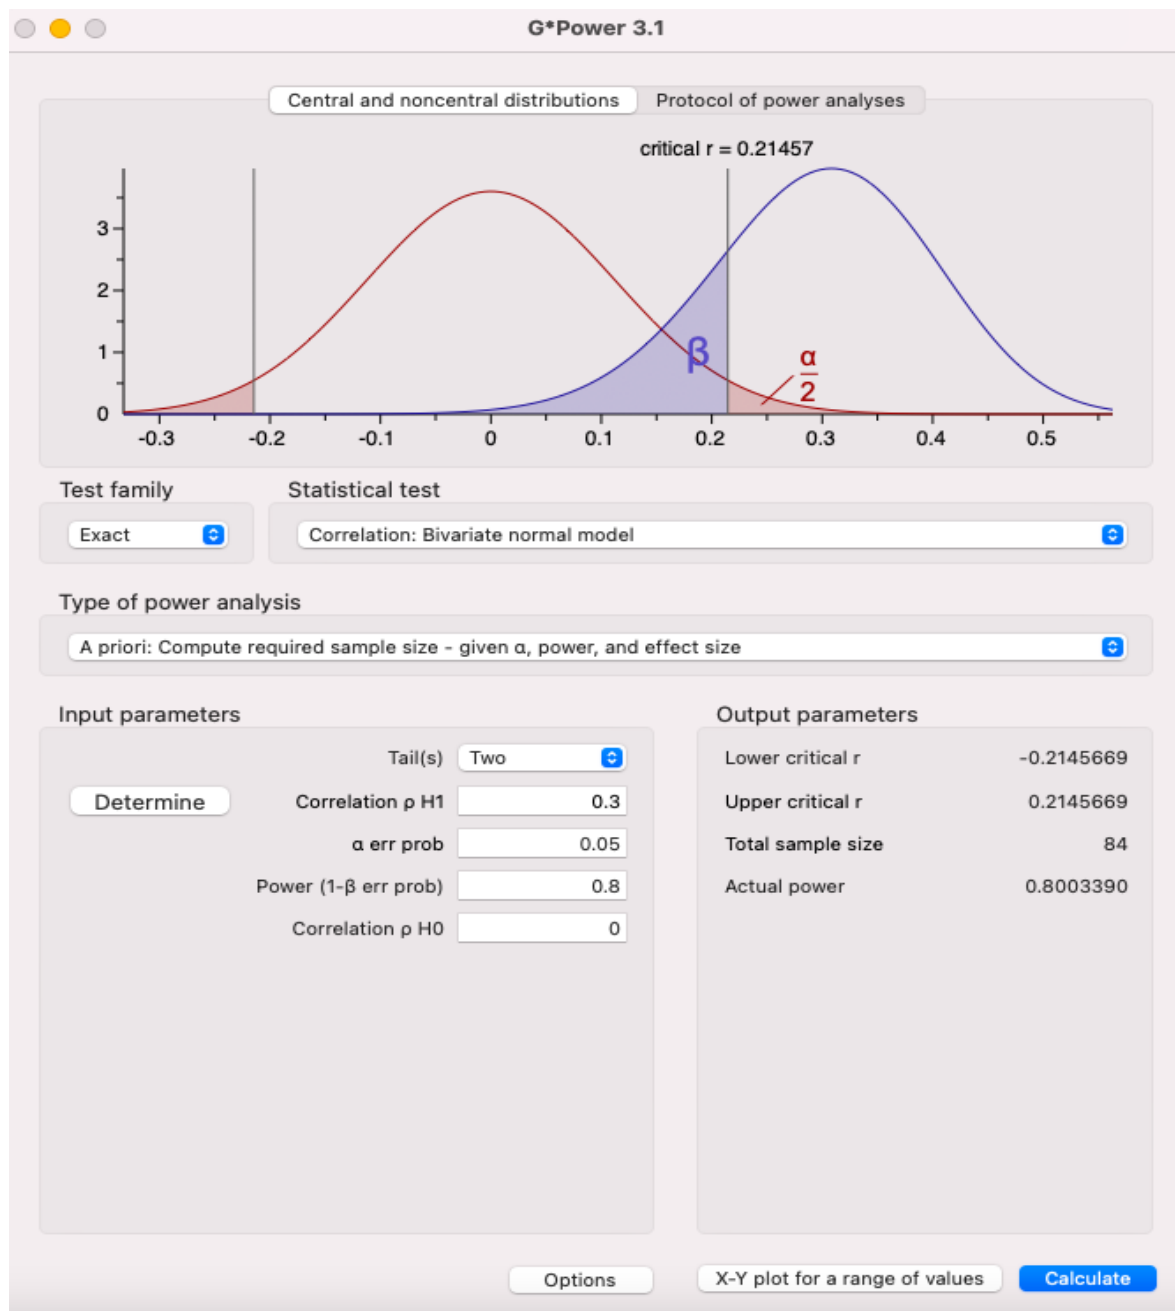 G*Power 3.1
Central and noncentral distributions Protocol of power analyses
critical r = 0.21457
3
2
1
0
β
α
2
-0.3 -0.2 -0.1 0 0.1 0.2 0.3 0.4 0.5
Test family Statistical test
Exact Correlation: Bivariate normal model
Type of power analysis
A priori: Compute required sample size - given α, power, and effect size
Input parameters
Tail(s) Two
Determine Correlation ρ H1 0.3
α err prob 0.05
Power (1-β err prob) 0.8
Correlation ρ H0 0
Output parameters
Lower critical r -0.2145669
Upper critical r 0.2145669
Total sample size 84
Actual power 0.8003390
Options X-Y plot for a range of values Calculate